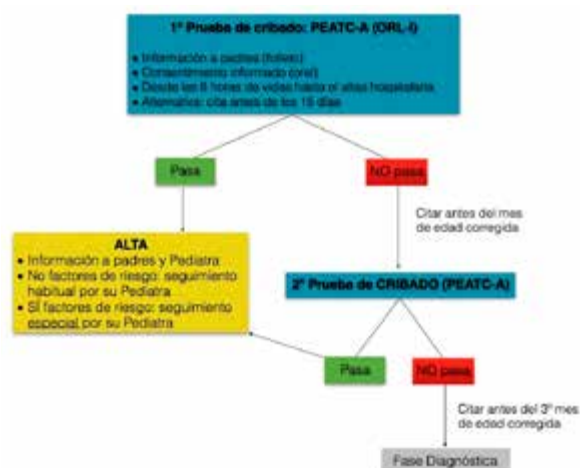 1ª Prueba de cribado: PEATC-A (ORL-I)
• Información a padres (folleto)
• Consentimiento informado (oral)
• Desde las 8 horas de vidas hasta el altas hospitalaria
• Alternativa: cita antes de los 15 días
Pasa
NO pasa
Citar antes del mes
de edad corregida
ALTA
• Información a padres y Pediatra
• No factores de riesgo: seguimiento
habitual por su Pediatra
• SÍ factores de riesgo: seguimiento
especial por su Pediatra
2ª Prueba de CRIBADO (PEATC-A)
Pasa
NO pasa
Citar antes del 3º mes
de edad corregida
Fase Diagnóstica